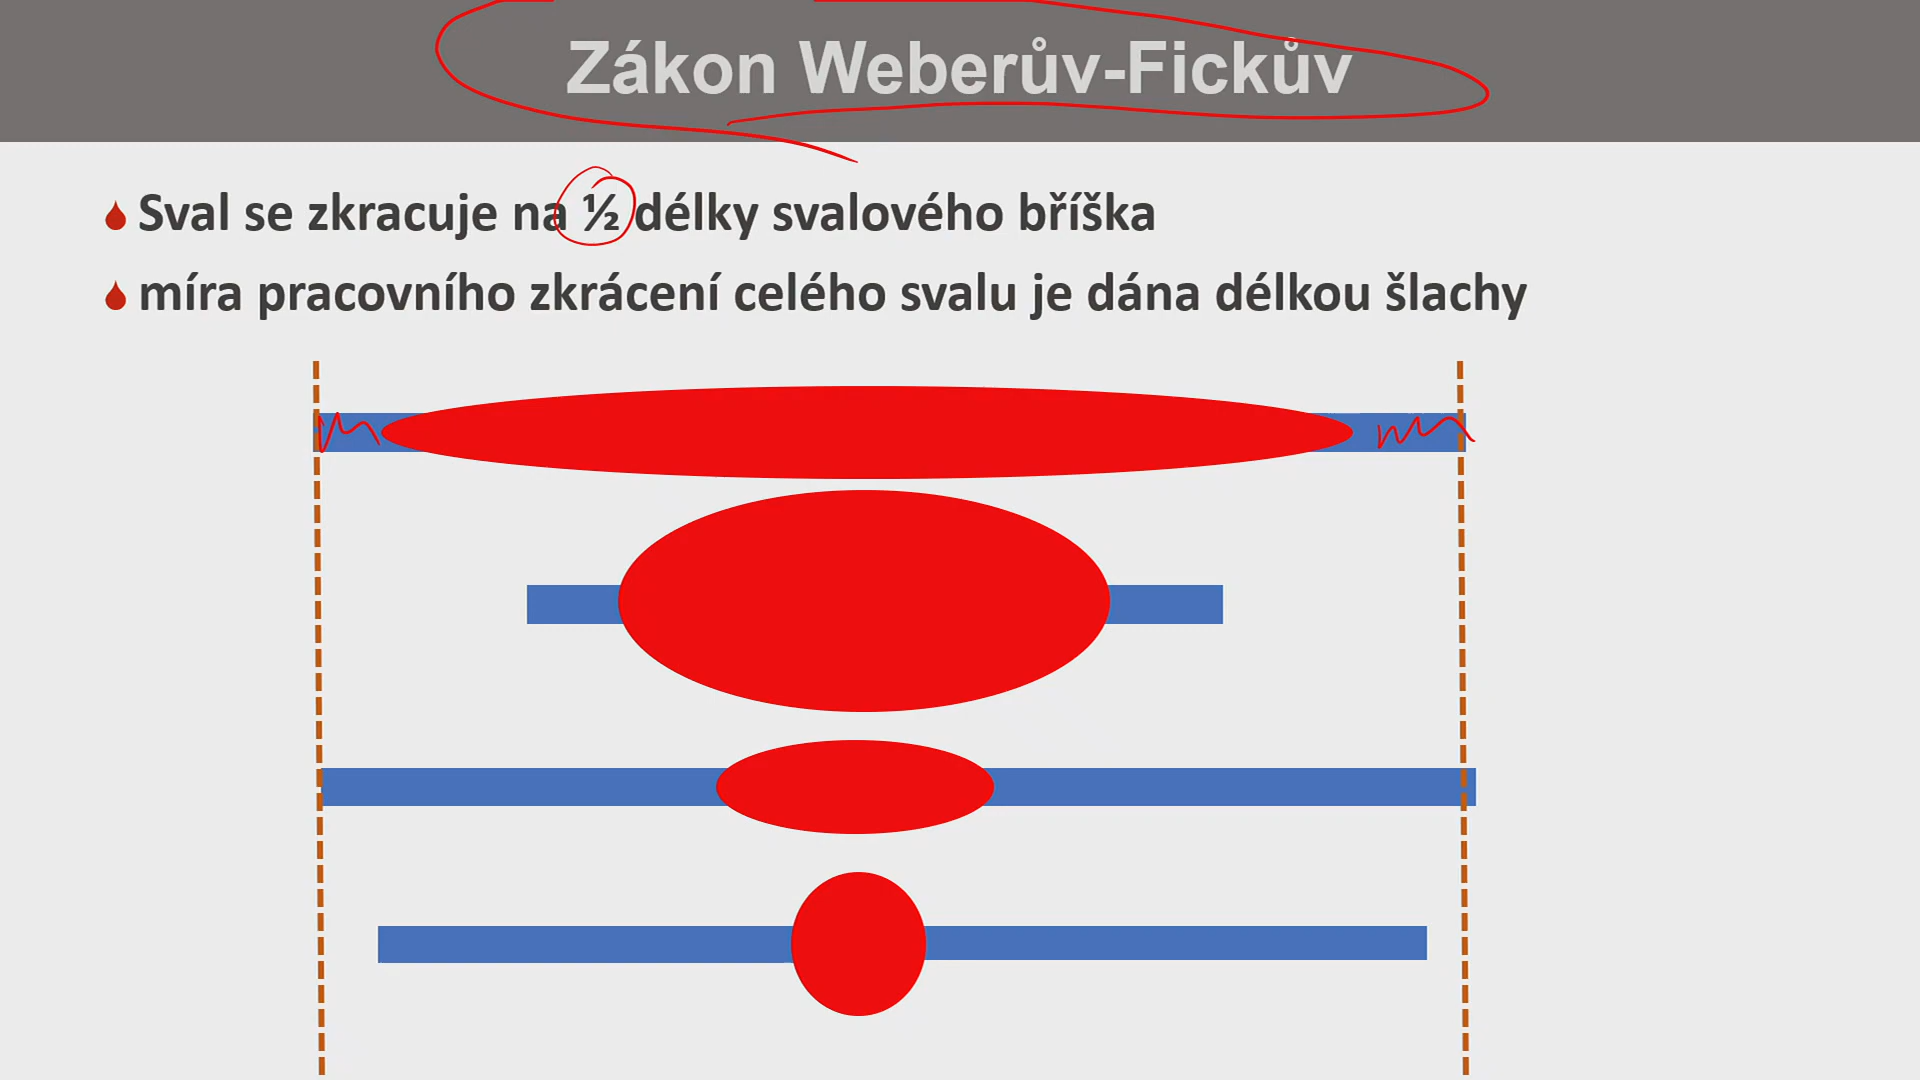 Zákon Weberův-Fickův
Sval se zkracuje na ½ délky svalového bříška
míra pracovního zkrácení celého svalu je dána délkou šlachy